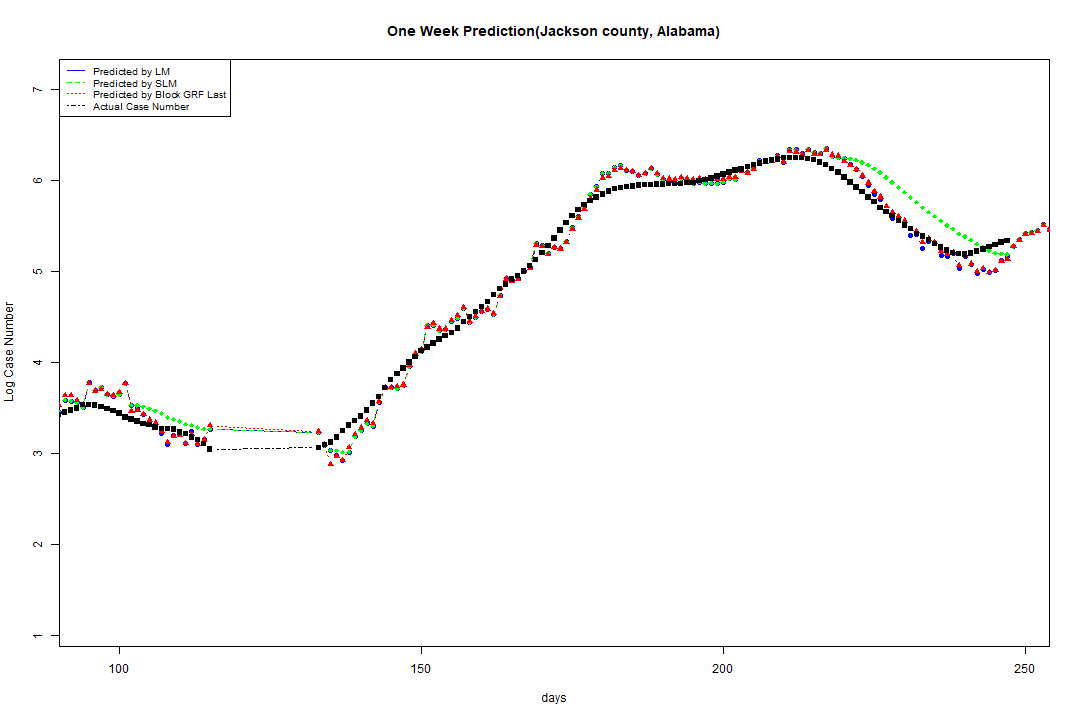 One Week Prediction(Jackson county, Alabama)
Predicted by LM
Predicted by SLM
Predicted by Block GRF Last
Actual Case Number
7
6
5
4
3
2
1
Log Case Number
100 150 200 250
days